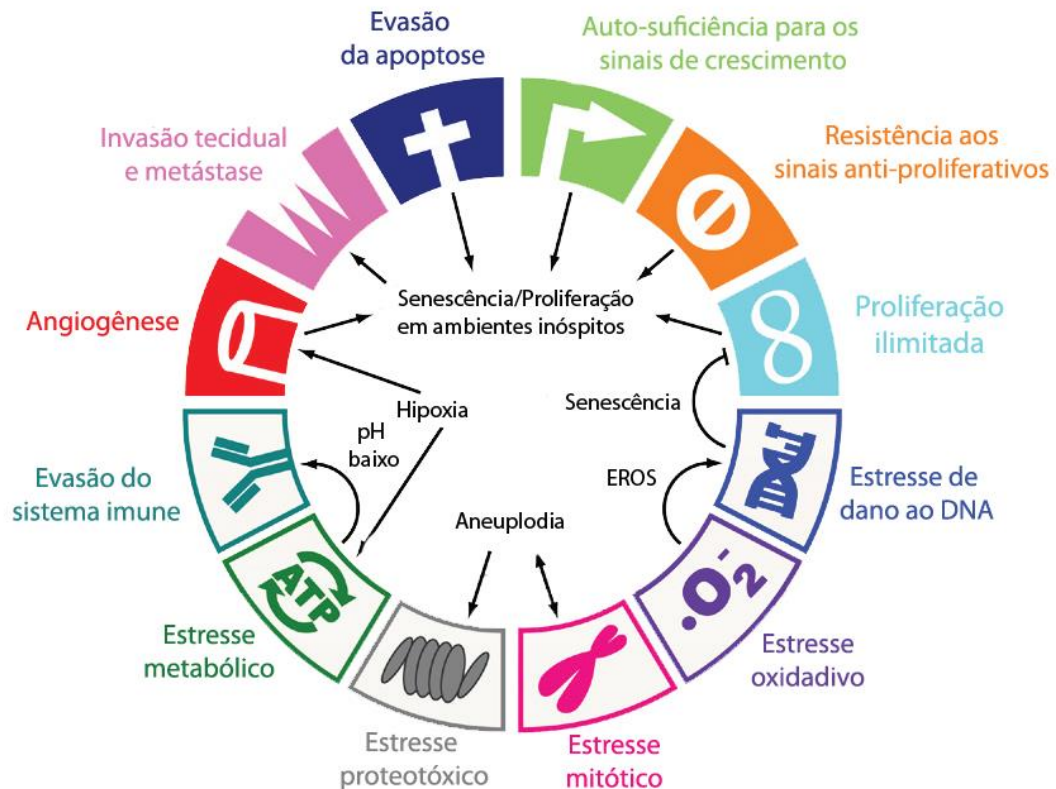 Evasão
da apoptose
Auto-suficiência para os
sinais de crescimento
Invasão tecidual
e metástase
Resistência aos
sinais anti-proliferativos
Senescência/Proliferação
em ambientes inóspitos
Angiogênese
Proliferação
ilimitada
Hipoxia
Senescência
pH
baixo
Evasão do
sistema imune
EROS
Estresse de
dano ao DNA
Aneuplodia
ATP
•O-2
Estresse
metabólico
Estresse
oxidadivo
Estresse
proteotóxico
Estresse
mitótico